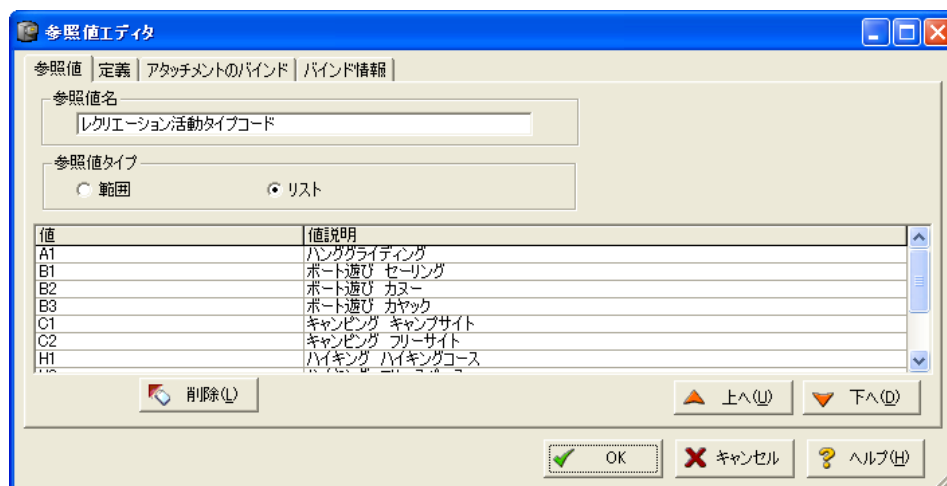 参照値エディタ
参照値 定義 アタッチメントのバインド バインド情報
参照値名
レクリエーション活動タイプコード
参照値タイプ
範囲 リスト
値 値説明
A1 ハンググライディング
B1 ボート遊び セーリング
B2 ボート遊び カヌー
B3 ボート遊び カヤック
C1 キャンピング キャンプサイト
C2 キャンピング フリーサイト
H1 ハイキング ハイキングコース
削除(L) 上へ(U) 下へ(D)
OK キャンセル ヘルプ(H)